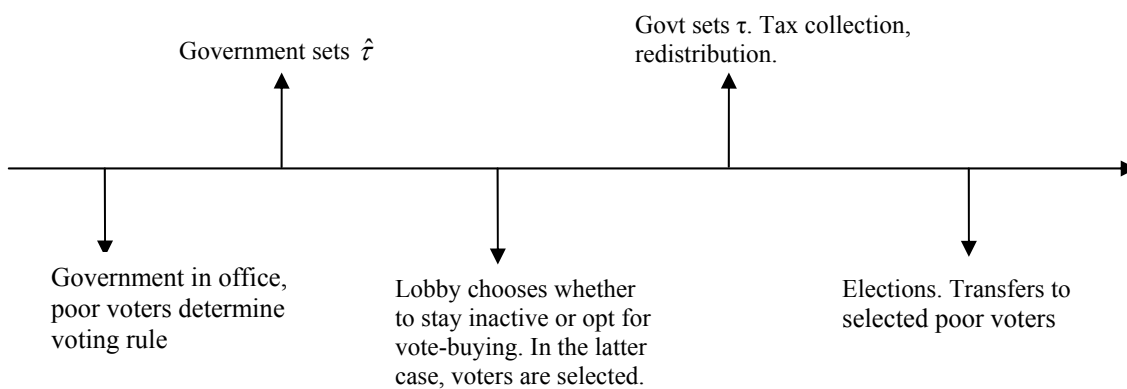 Government sets τ̂
Govt sets τ. Tax collection,
redistribution.
Government in office,
poor voters determine
voting rule
Lobby chooses whether
to stay inactive or opt for
vote-buying. In the latter
case, voters are selected.
Elections. Transfers to
selected poor voters